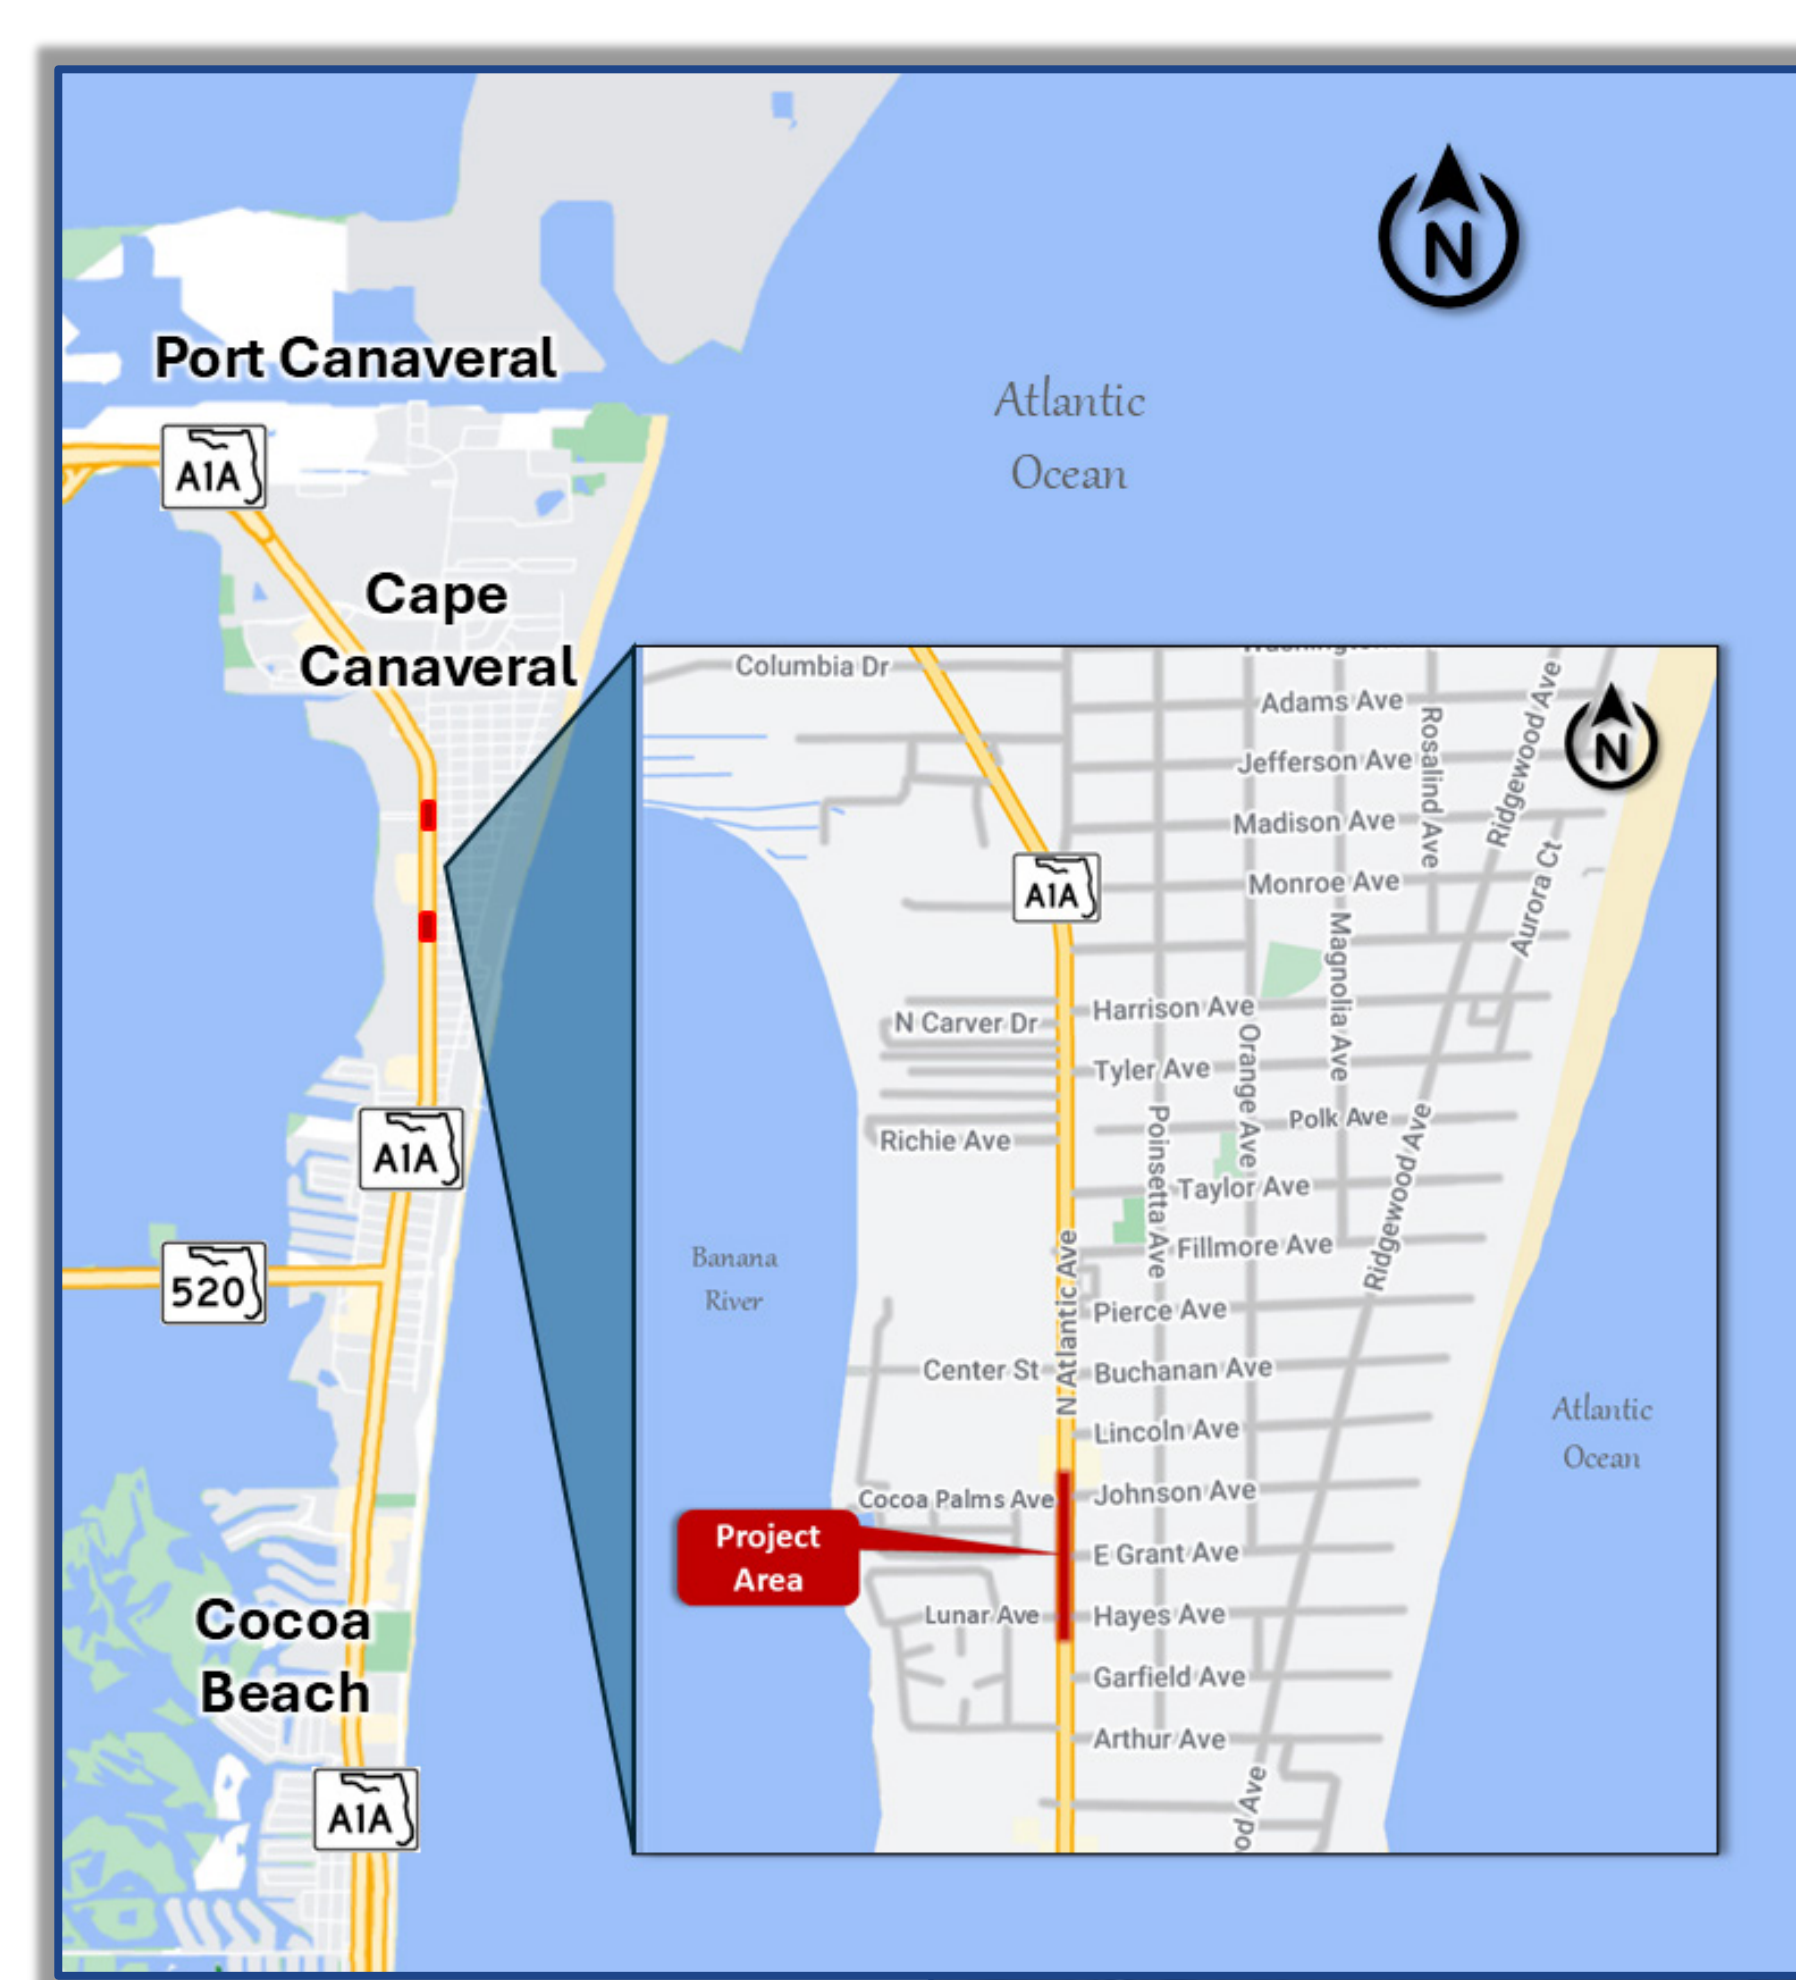 N
Atlantic
Ocean
Port Canaveral
A1A
Cape
Canaveral
A1A
520
Cocoa
Beach
A1A
Columbia Dr
Adams Ave
Rosalind Ave
Ridgewood Ave
N
Jefferson Ave
Madison Ave
Aurora Ct
A1A
Monroe Ave
Magnolia Ave
N Carver Dr
Harrison Ave
Orange Ave
Tyler Ave
Poinsetta Ave
Polk Ave
Ridgewood Ave
Richie Ave
Taylor Ave
N Atlantic Ave
Fillmore Ave
Banana
River
Pierce Ave
Center St
Buchanan Ave
Atlantic
Ocean
Lincoln Ave
Cocoa Palms Ave
Johnson Ave
Project
Area
E Grant Ave
Lunar Ave
Hayes Ave
Garfield Ave
Arthur Ave
od Ave